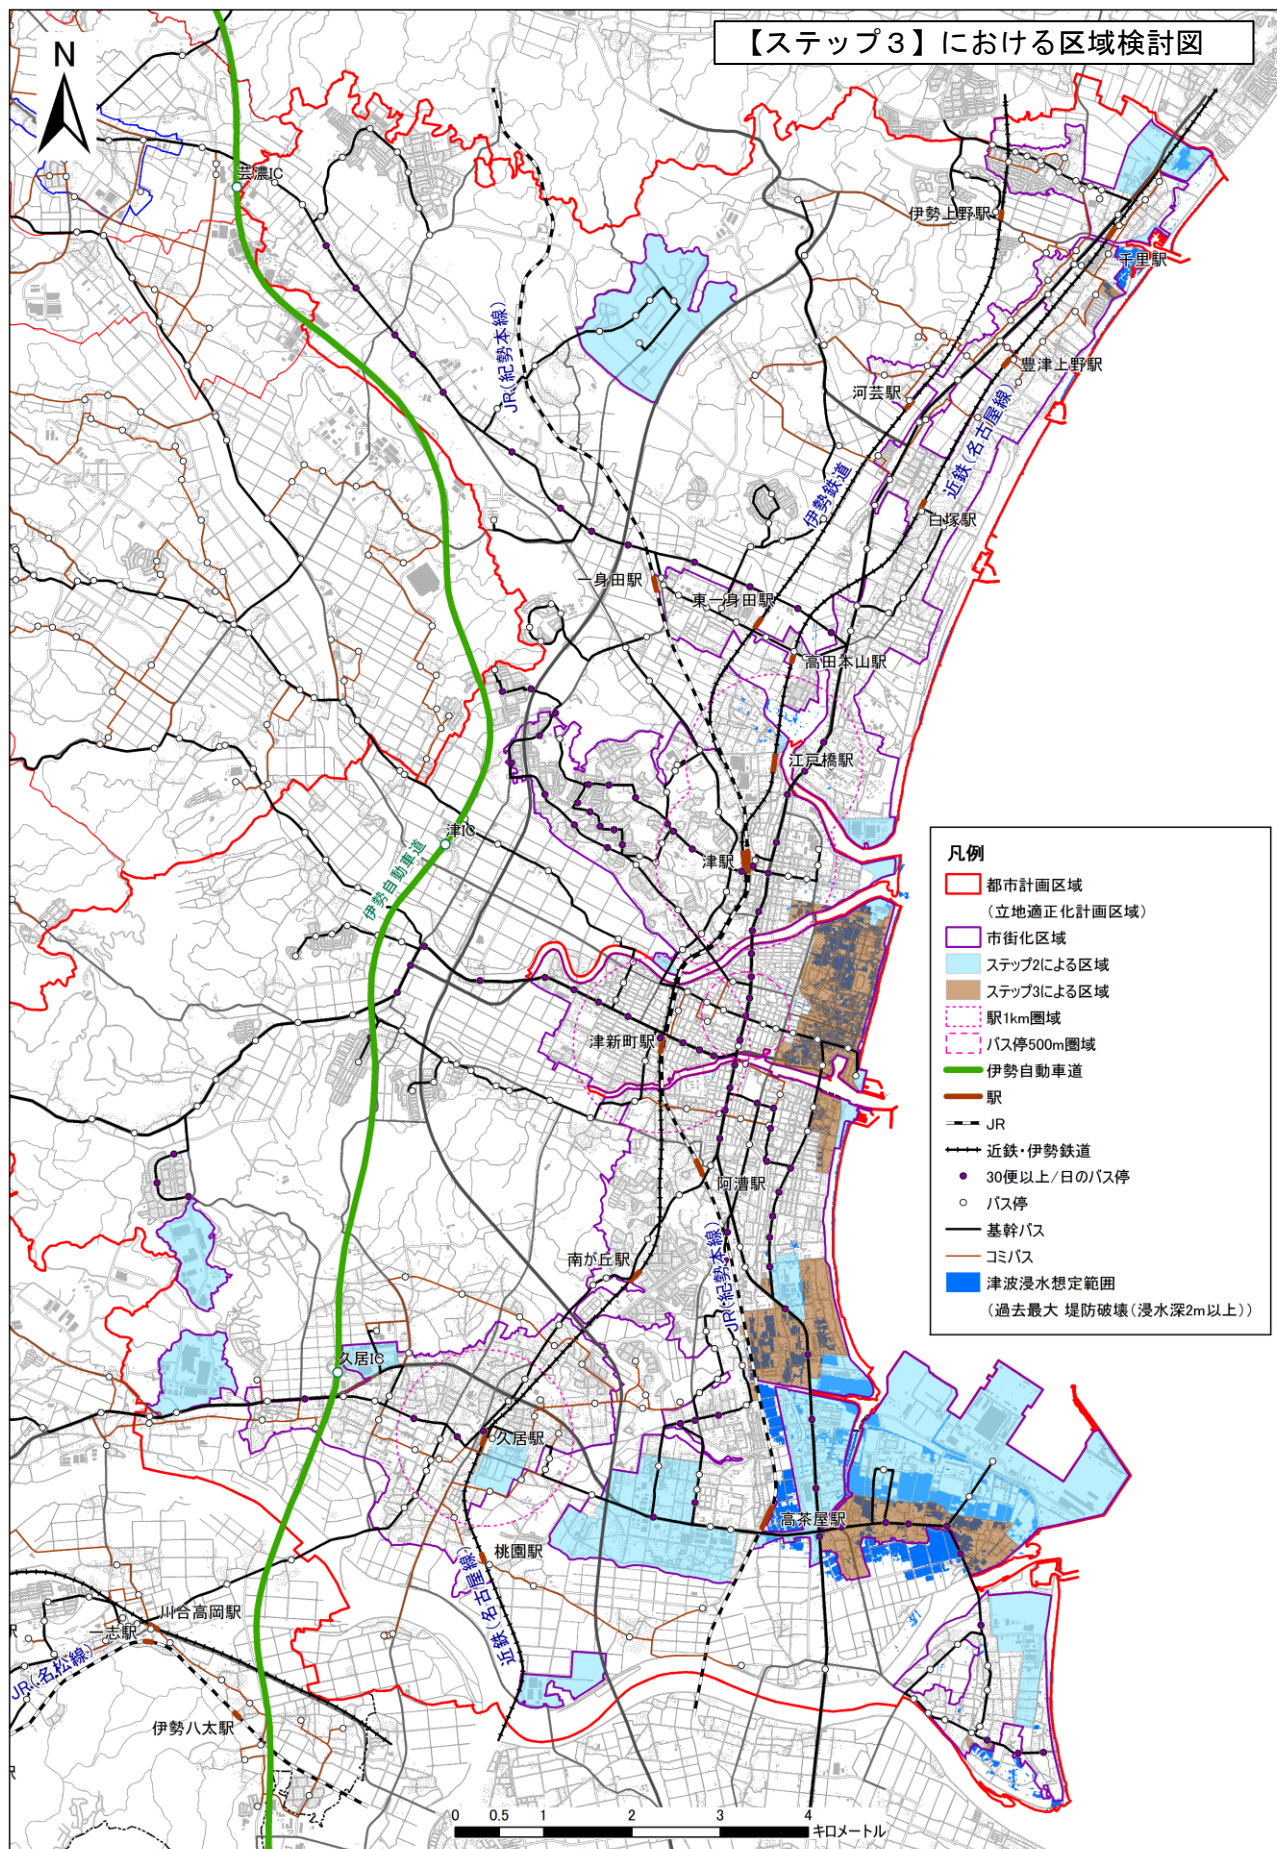 【ステップ３】における区域検討図
N
芸濃IC
伊勢上野駅
千里駅
JR(紀勢本線)
豊津上野駅
河芸駅
近鉄(名古屋線)
伊勢鉄道
白塚駅
一身田駅
東一身田駅
高田本山駅
江戸橋駅
津IC
伊勢自動車道
津駅
津新町駅
阿漕駅
南が丘駅
JR(紀勢本線)
久居IC
久居駅
高茶屋駅
桃園駅
近鉄(名古屋線)
川合高岡駅
一志駅
JR(名松線)
伊勢八太駅
凡例
都市計画区域
（立地適正化計画区域）
市街化区域
ステップ2による区域
ステップ3による区域
駅1km圏域
バス停500m圏域
伊勢自動車道
駅
JR
近鉄・伊勢鉄道
30便以上/日のバス停
バス停
基幹バス
コミバス
津波浸水想定範囲
（過去最大 堤防破壊（浸水深2m以上））
0 0.5 1 2 3 4
キロメートル